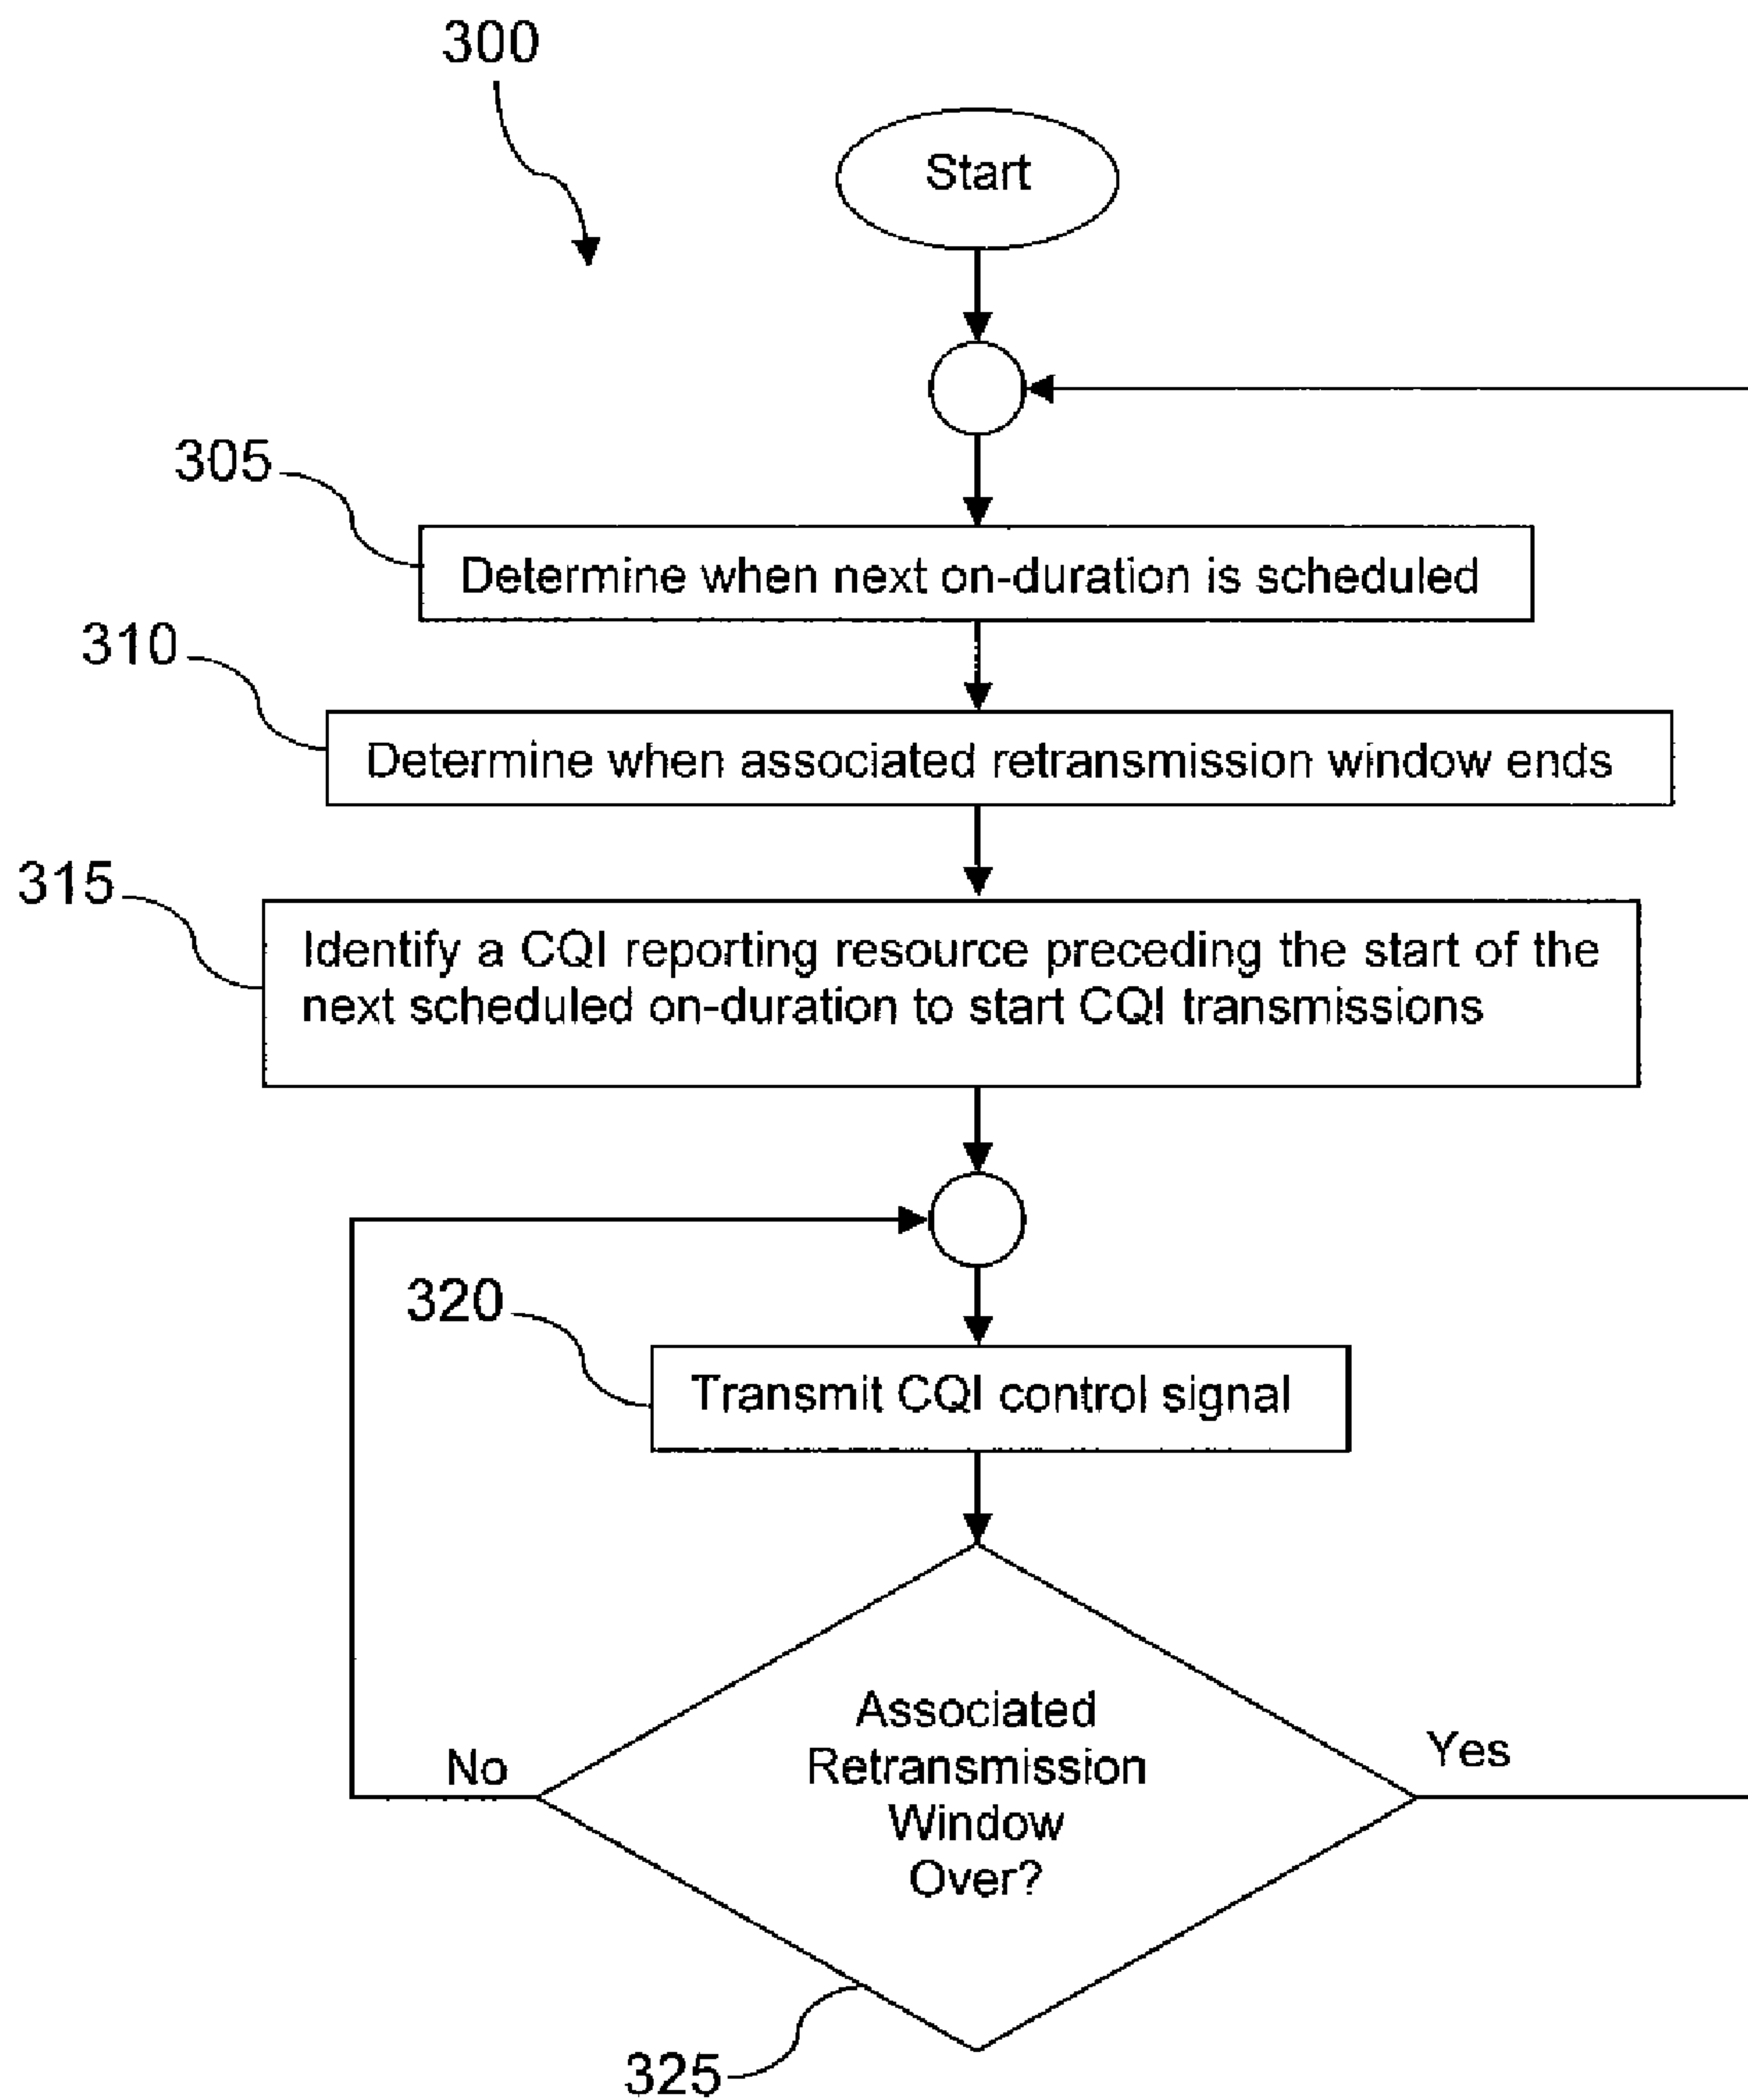 300
Start
305
Determine when next on-duration is scheduled
310
Determine when associated retransmission window ends
315
Identify a CQI reporting resource preceding the start of the
next scheduled on-duration to start CQI transmissions
320
Transmit CQI control signal
Associated
Retransmission
Window
Over?
No
Yes
325